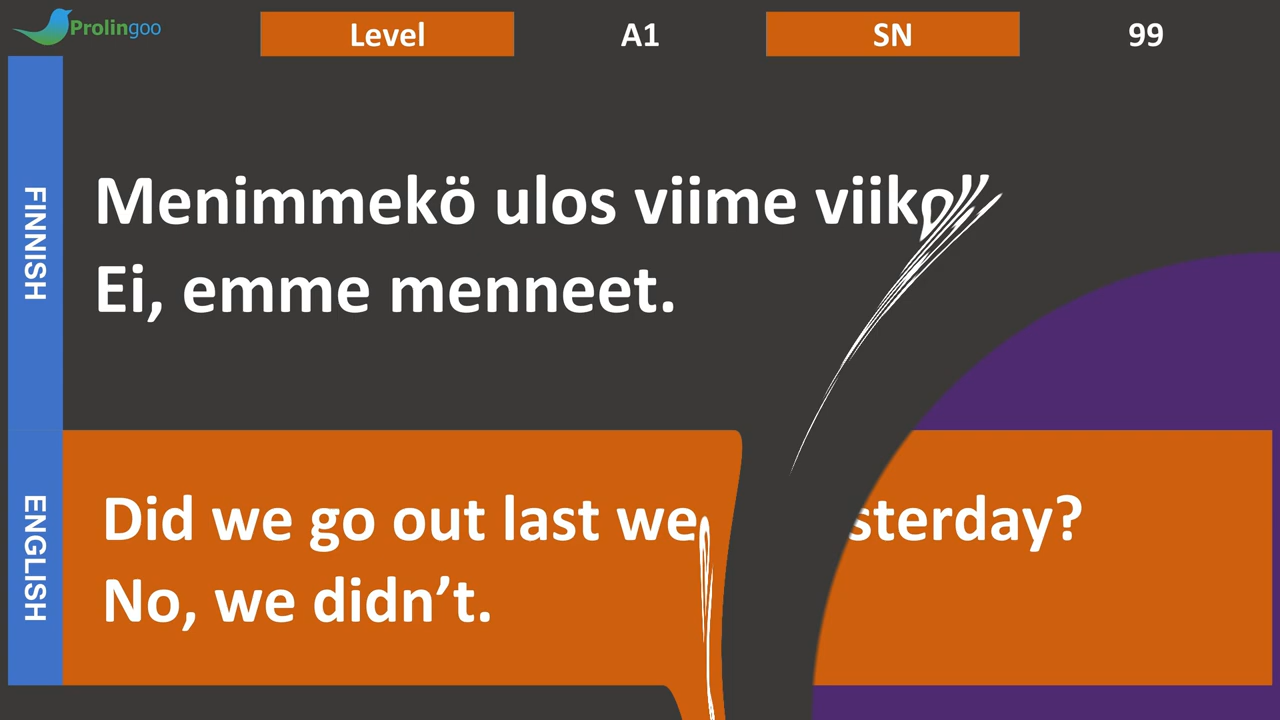 Prolingoo
Level A1 SN 99
FINNISH
Menimmekö ulos viime
Ei, emme menneet.
ENGLISH
Did we go out last
No, we didn’t.